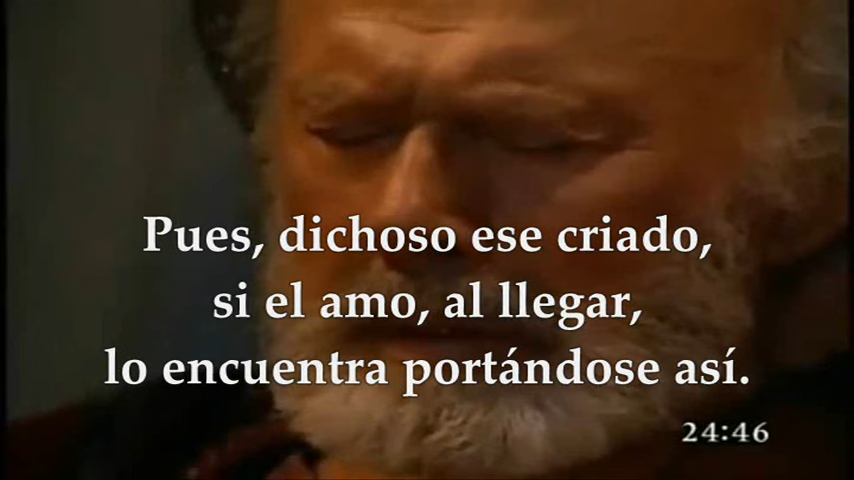 Pues, dichoso ese criado,
si el amo, al llegar,
lo encuentra portándose así.
24:46